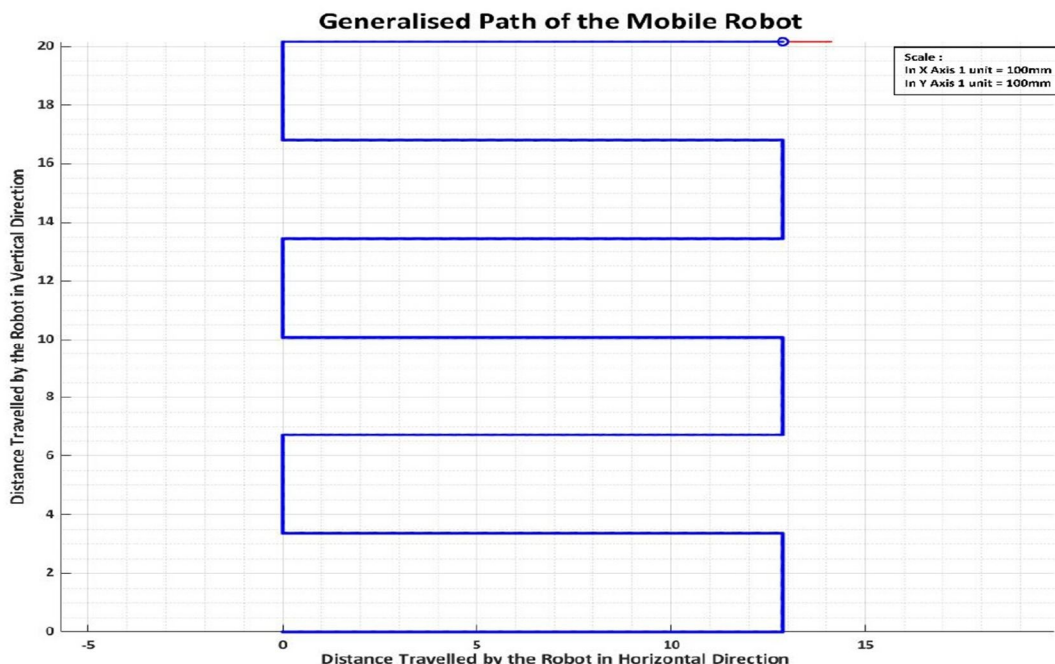 Generalised Path of the Mobile Robot
Scale :
In X Axis 1 unit = 100mm
In Y Axis 1 unit = 100mm
Distance Travelled by the Robot in Vertical Direction
20
18
16
14
12
10
8
6
4
2
0
-5
0
5
10
15
Distance Travelled by the Robot in Horizontal Direction